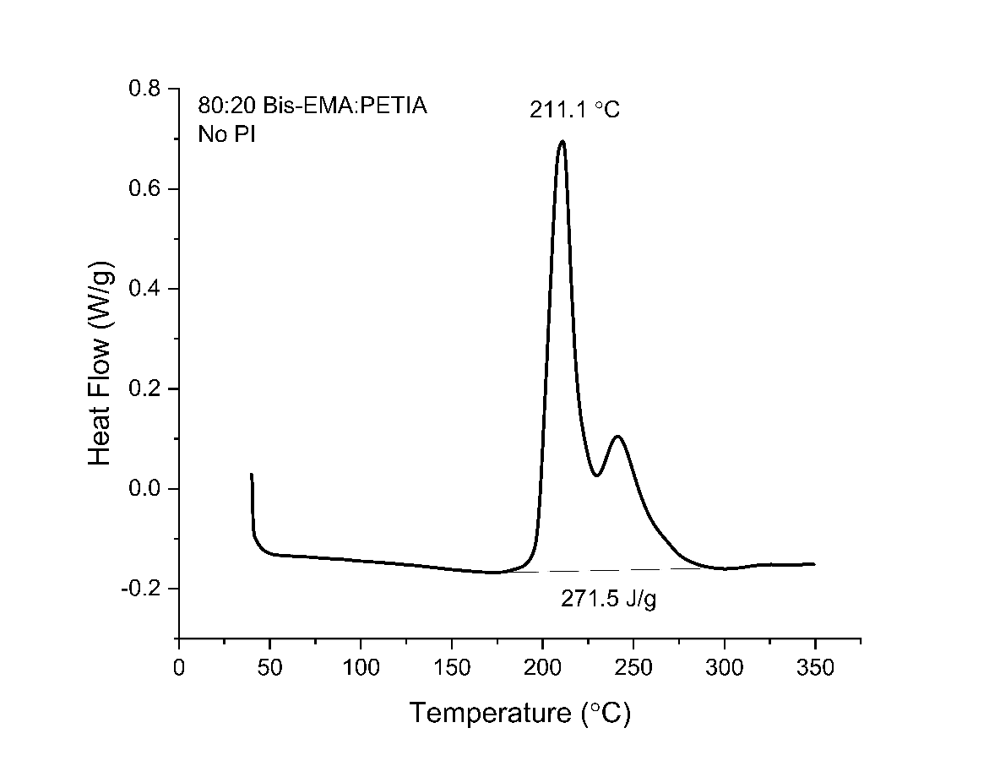 80:20 Bis-EMA:PETIA
No PI
211.1 °C
271.5 J/g
Heat Flow (W/g)
0.8
0.6
0.4
0.2
0.0
-0.2
0 50 100 150 200 250 300 350
Temperature (°C)